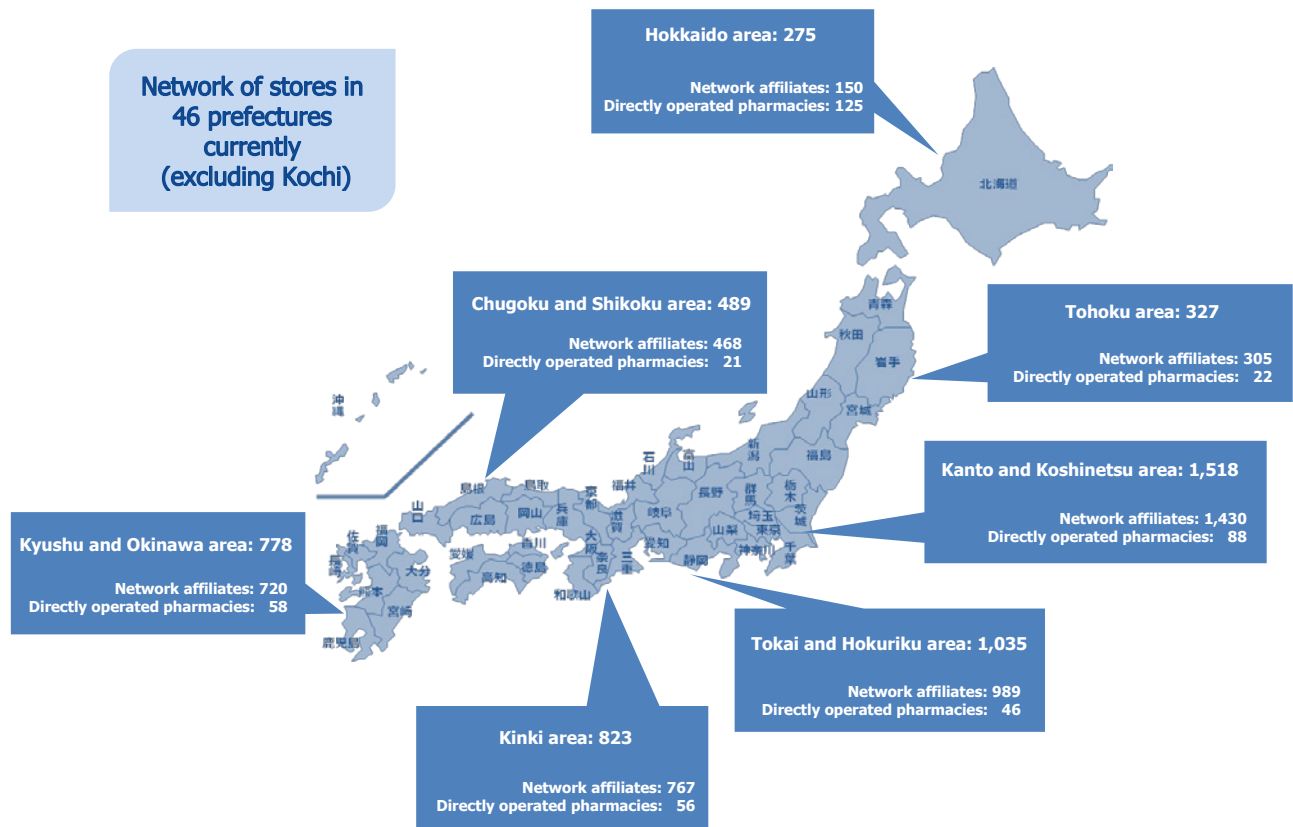 Network of stores in
46 prefectures
currently
(excluding Kochi)
Hokkaido area: 275
Network affiliates: 150
Directly operated pharmacies: 125
Chugoku and Shikoku area: 489
Network affiliates: 468
Directly operated pharmacies: 21
Tohoku area: 327
Network affiliates: 305
Directly operated pharmacies: 22
Kanto and Koshinetsu area: 1,518
Network affiliates: 1,430
Directly operated pharmacies: 88
Kyushu and Okinawa area: 778
Network affiliates: 720
Directly operated pharmacies: 58
Tokai and Hokuriku area: 1,035
Network affiliates: 989
Directly operated pharmacies: 46
Kinki area: 823
Network affiliates: 767
Directly operated pharmacies: 56
北海道
青森
秋田
岩手
山形
宮城
福島
新潟
富山
石川
福井
長野
群馬
栃木
茨城
埼玉
東京
千葉
神奈川
山梨
静岡
岐阜
愛知
三重
滋賀
京都
大阪
奈良
和歌山
兵庫
鳥取
島根
岡山
広島
山口
香川
徳島
愛媛
高知
福岡
佐賀
長崎
大分
熊本
宮崎
鹿児島
沖縄